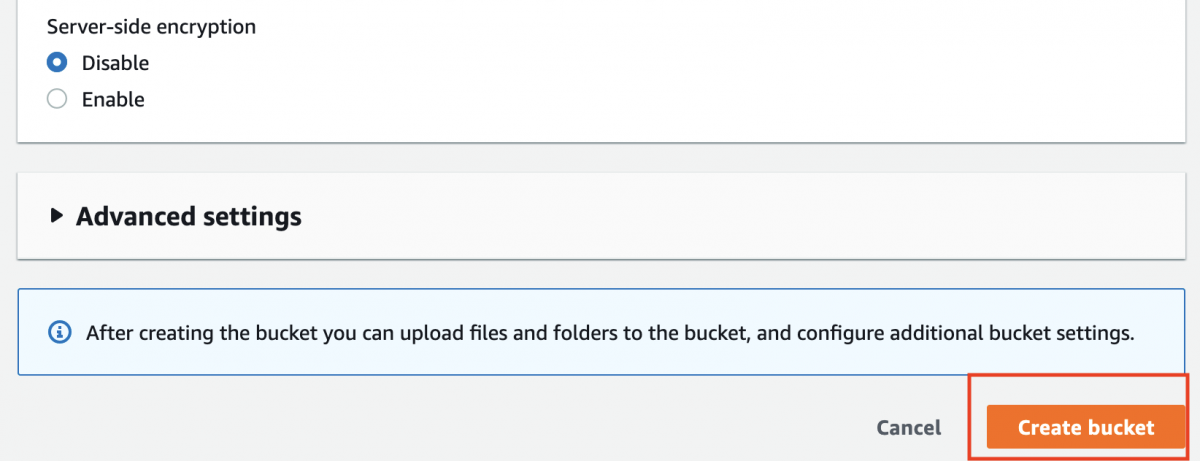 Server-side encryption
Disable
Enable
Advanced settings
After creating the bucket you can upload files and folders to the bucket, and configure additional bucket settings.
Cancel
Create bucket